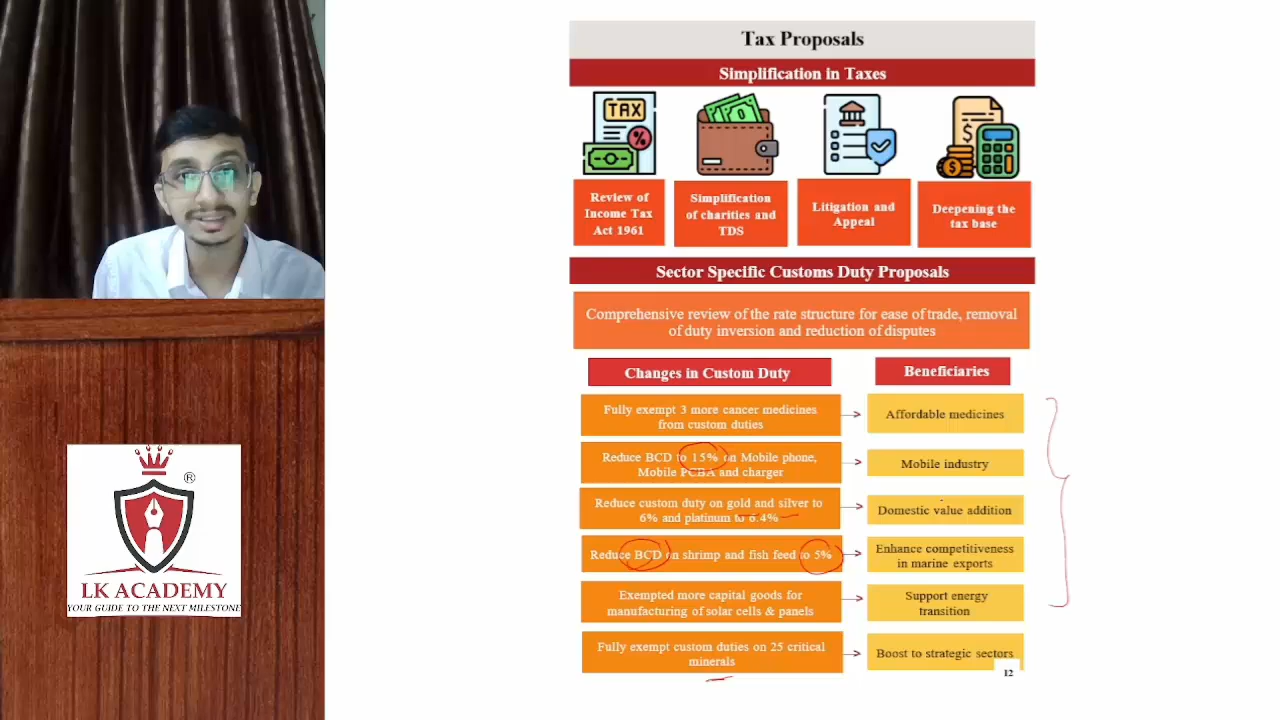 Tax Proposals
Simplification in Taxes
TAX
%
Review of
Income Tax
Act 1961
Simplification
of charities and
TDS
Litigation and
Appeal
$
$
Deepening the
tax base
Sector Specific Customs Duty Proposals
Comprehensive review of the rate structure for ease of trade, removal
of duty inversion and reduction of disputes
Changes in Custom Duty
Beneficiaries
Fully exempt 3 more cancer medicines
from custom duties
Affordable medicines
Reduce BCD to 15% on Mobile phone,
Mobile PCBA and charger
Mobile industry
Reduce custom duty on gold and silver to
6% and platinum to 6.4%
Domestic value addition
Reduce BCD on shrimp and fish feed to 5%
Enhance competitiveness
in marine exports
Exempted more capital goods for
manufacturing of solar cells & panels
Support energy
transition
Fully exempt custom duties on 25 critical
minerals
Boost to strategic sectors
12
®
LK ACADEMY
YOUR GUIDE TO THE NEXT MILESTONE